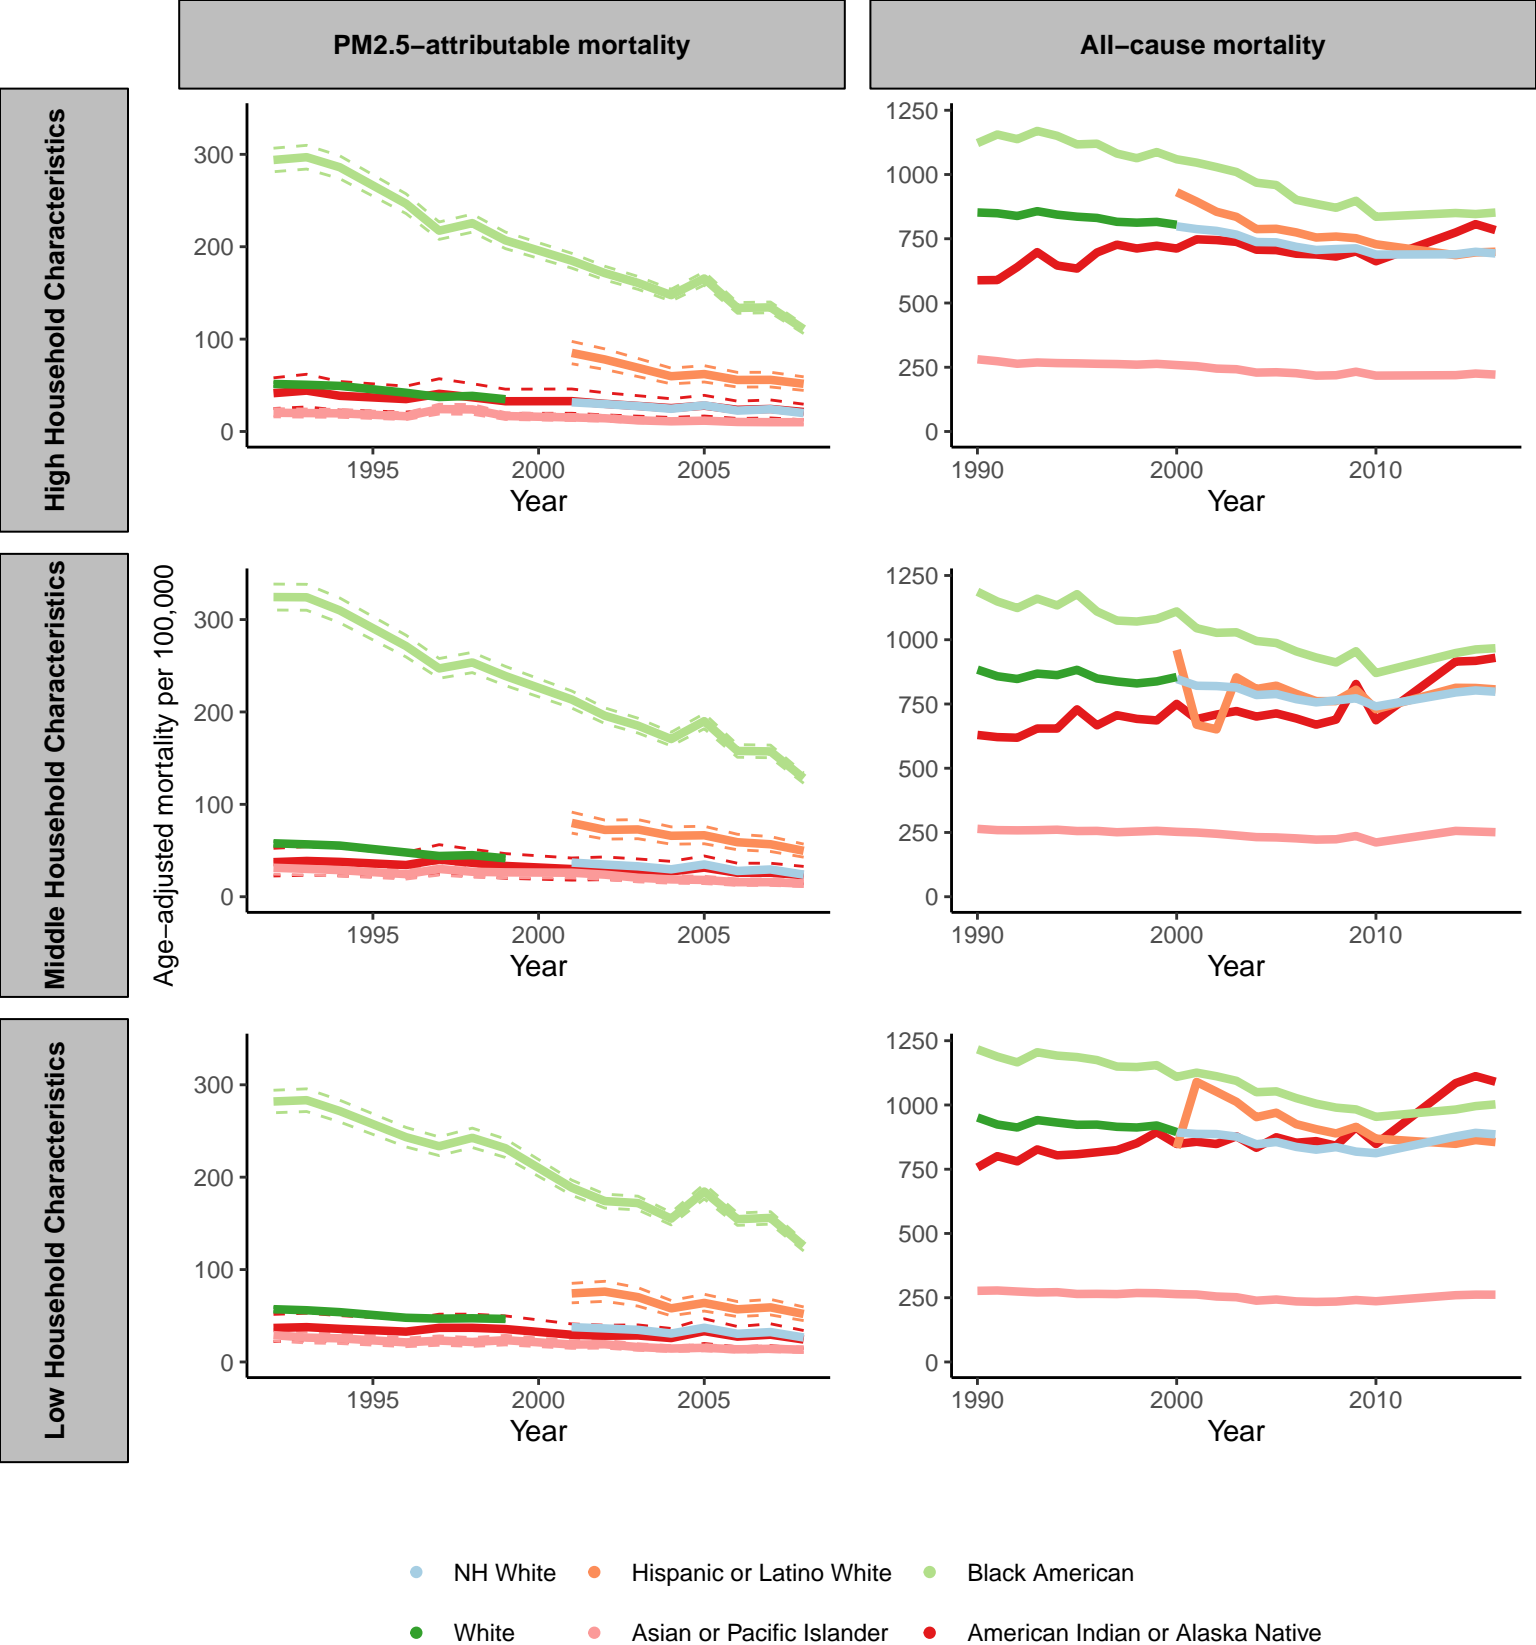 PM2.5−attributable mortality
All−cause mortality
High Household Characteristics
300
200
100
0
1995 2000 2005
Year
1250
1000
750
500
250
0
1990 2000 2010
Year
Middle Household Characteristics
Age−adjusted mortality per 100,000
300
200
100
0
1995 2000 2005
Year
1250
1000
750
500
250
0
1990 2000 2010
Year
Low Household Characteristics
300
200
100
0
1995 2000 2005
Year
1250
1000
750
500
250
0
1990 2000 2010
Year
NH White Hispanic or Latino White Black American
White Asian or Pacific Islander American Indian or Alaska Native